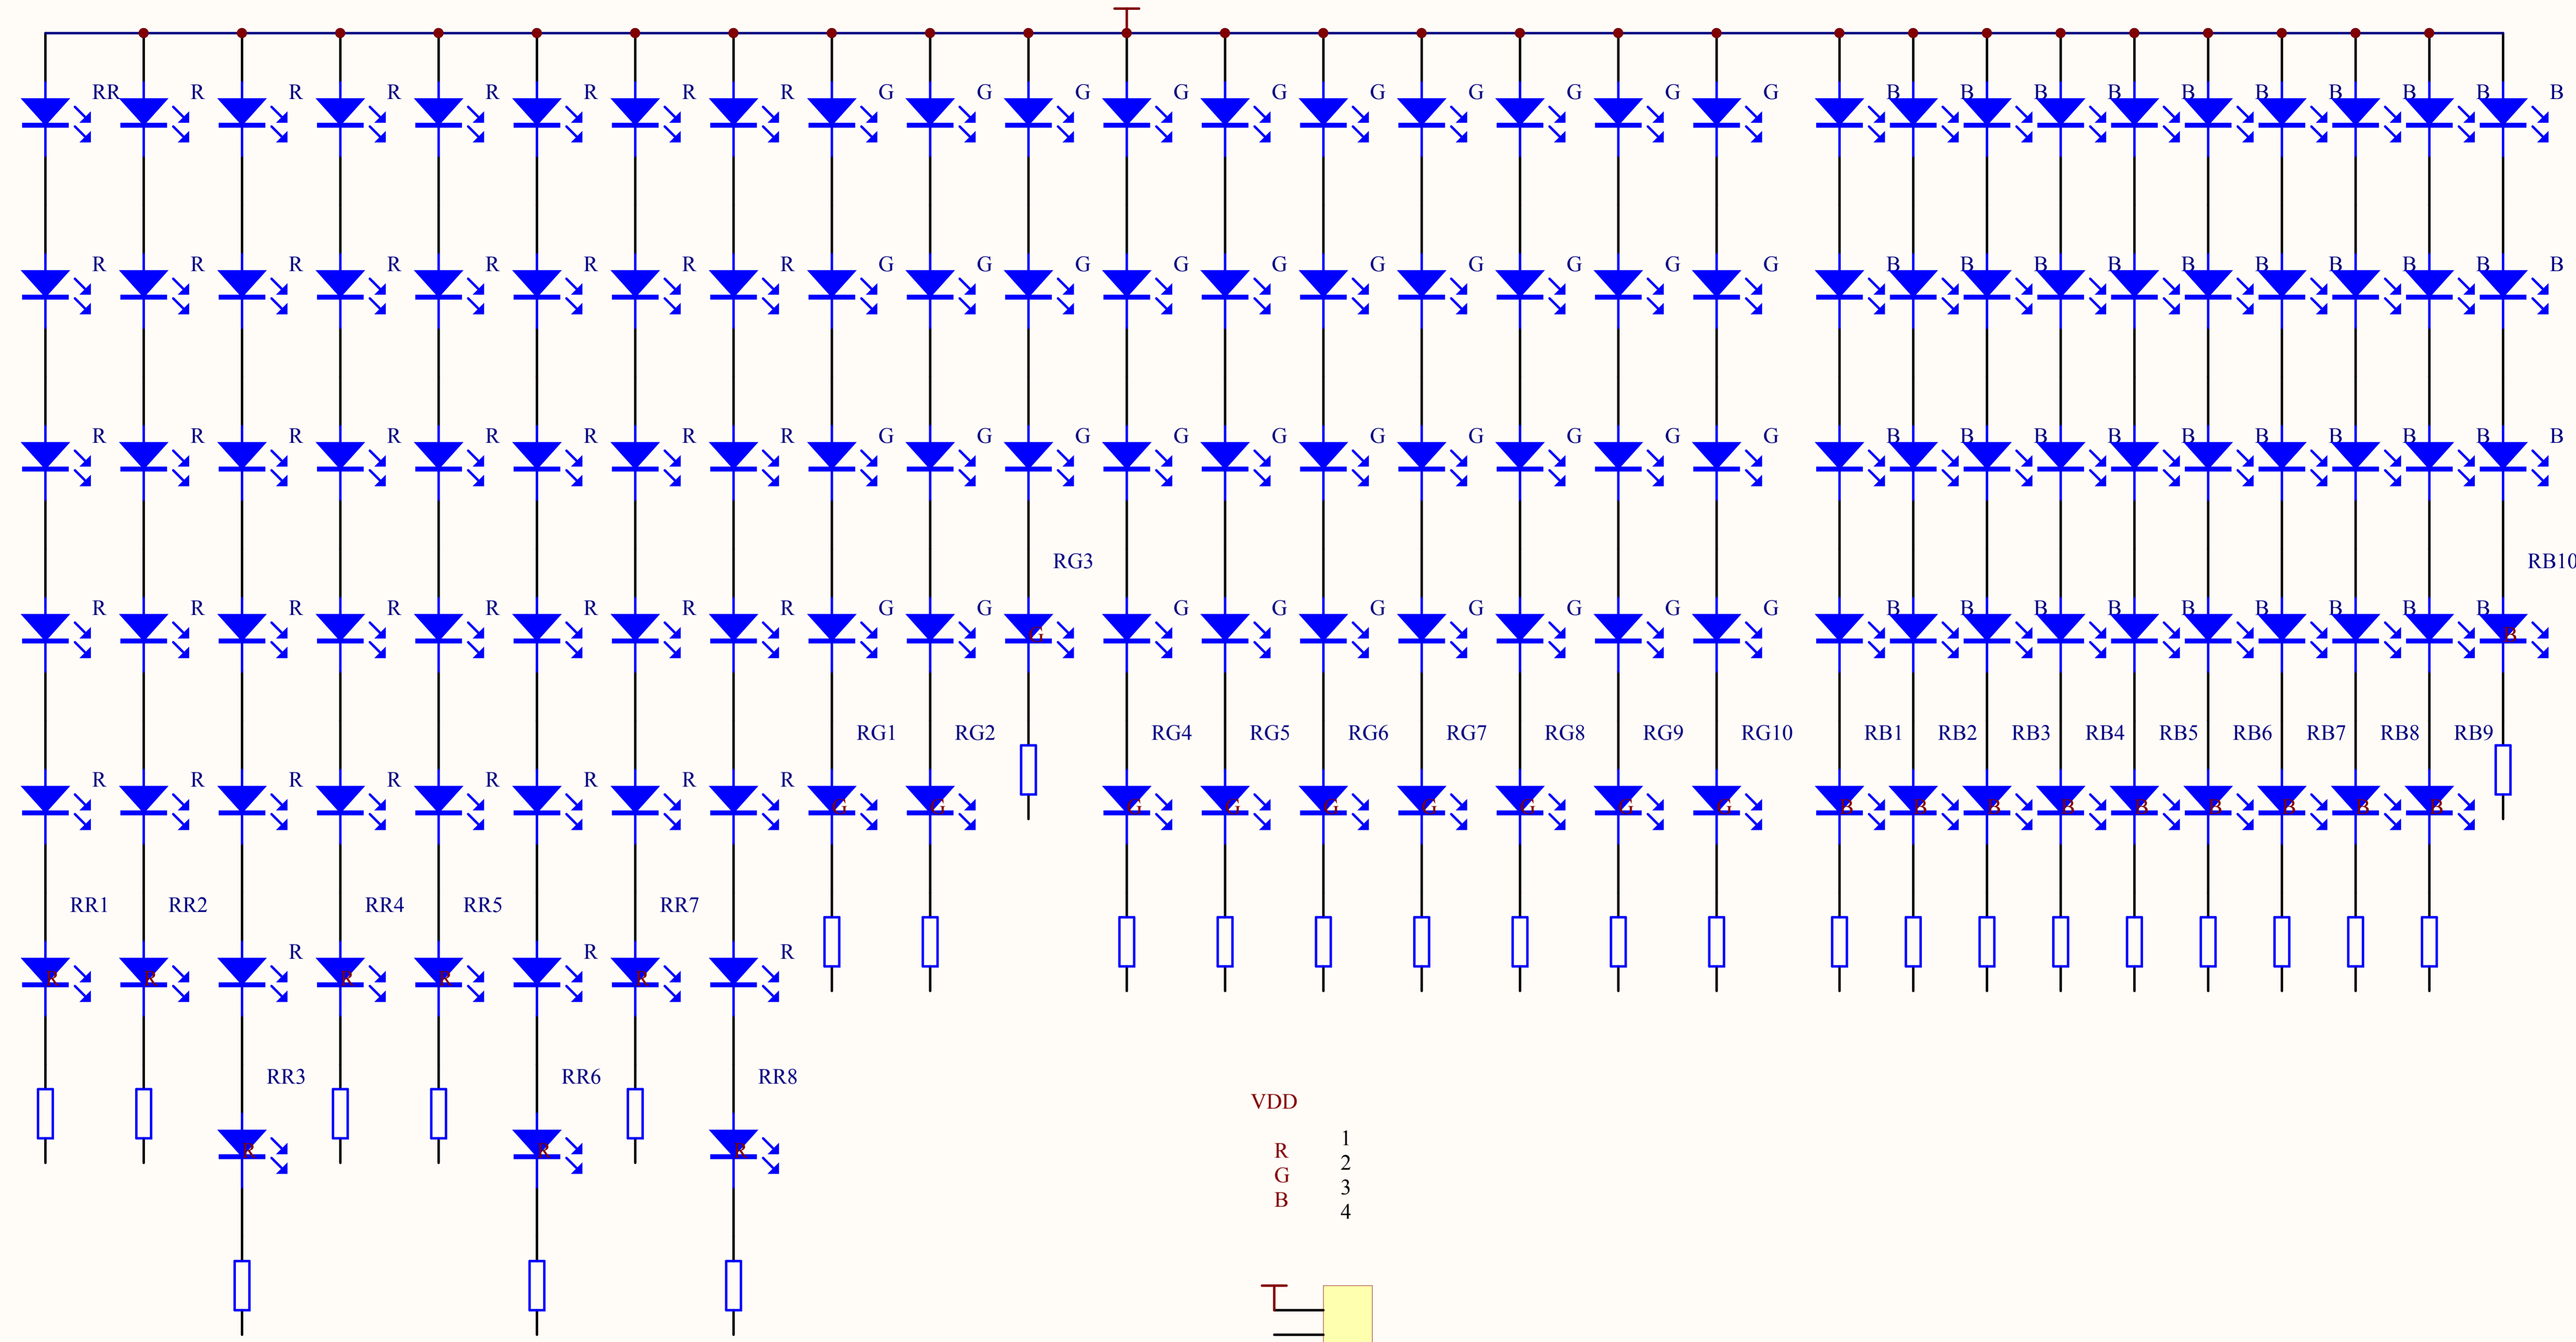 RR R R R R R R R G G G G G G G G G G B B B B B B B B B B
R R R R R R R R G G G G G G G G G G B B B B B B B B B B
R R R R R R R R G G G G G G G G G G B B B B B B B B B B
RG3 RB10
R R R R R R R R G G G G G G G G G B B B B B B B B B
G B
RG1 RG2 RG4 RG5 RG6 RG7 RG8 RG9 RG10 RB1 RB2 RB3 RB4 RB5 RB6 RB7 RB8 RB9
R R R R R R R R
G G G G G G G G G B B B B B B B B B
RR1 RR2 RR4 RR5 RR7
R R R
R R R R R
RR3 RR6 RR8
R R R
VDD
1
R
2
G
3
B
4